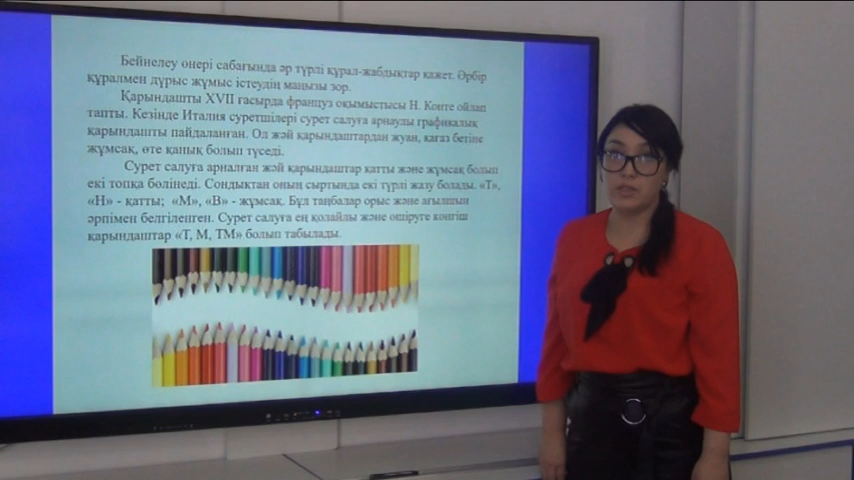 Бейнелеу өнері сабағында әр түрлі құрал-жабдықтар қажет. Әрбір
құралмен дұрыс жұмыс істеудің маңызы зор.
Қарындашты XVII ғасырда француз оқымыстысы Н. Конте ойлап
тапты. Кезінде Италия суретшілері сурет салуға арнаулы графикалық
қарындашты пайдаланған. Ол жәй қарындаштардан жуан, қағаз бетіне
жұмсақ, өте қанық болып түседі.
Сурет салуға арналған жәй қарындаштар қатты және жұмсақ болып
екі топқа бөлінеді. Сондықтан оның сыртында екі түрлі жазу болады. «Т»,
«Н» - қатты; «М», «В» - жұмсақ. Бұл таңбалар орыс және ағылшын
әрпімен белгіленген. Сурет салуға ең қолайлы және өшіруге көнгіш
қарындаштар «Т, М, ТМ» болып табылады.